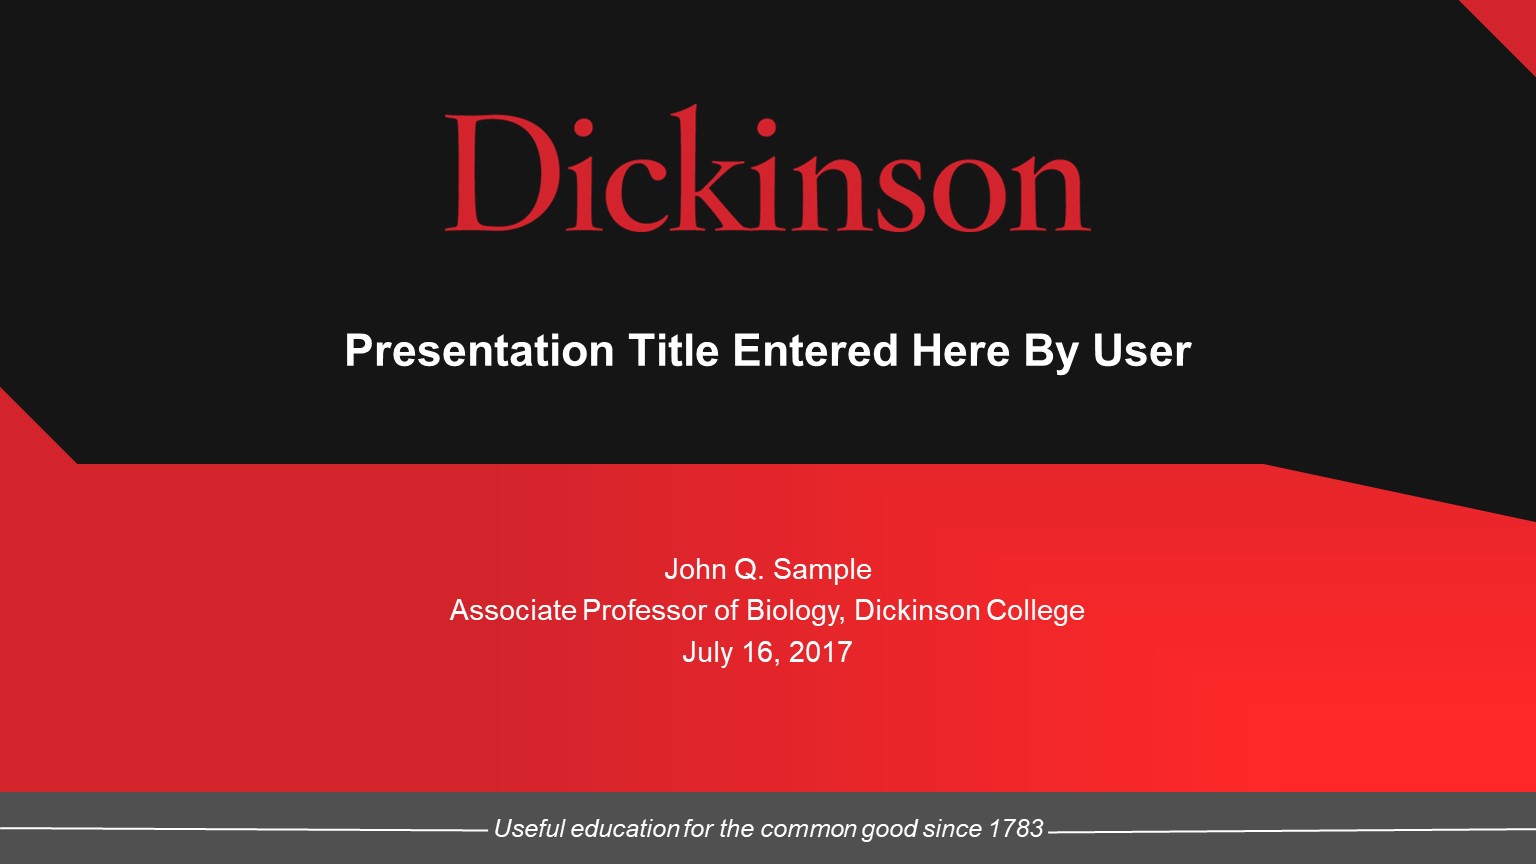 Dickinson
Presentation Title Entered Here By User
John Q. Sample
Associate Professor of Biology, Dickinson College
July 16, 2017
Useful education for the common good since 1783